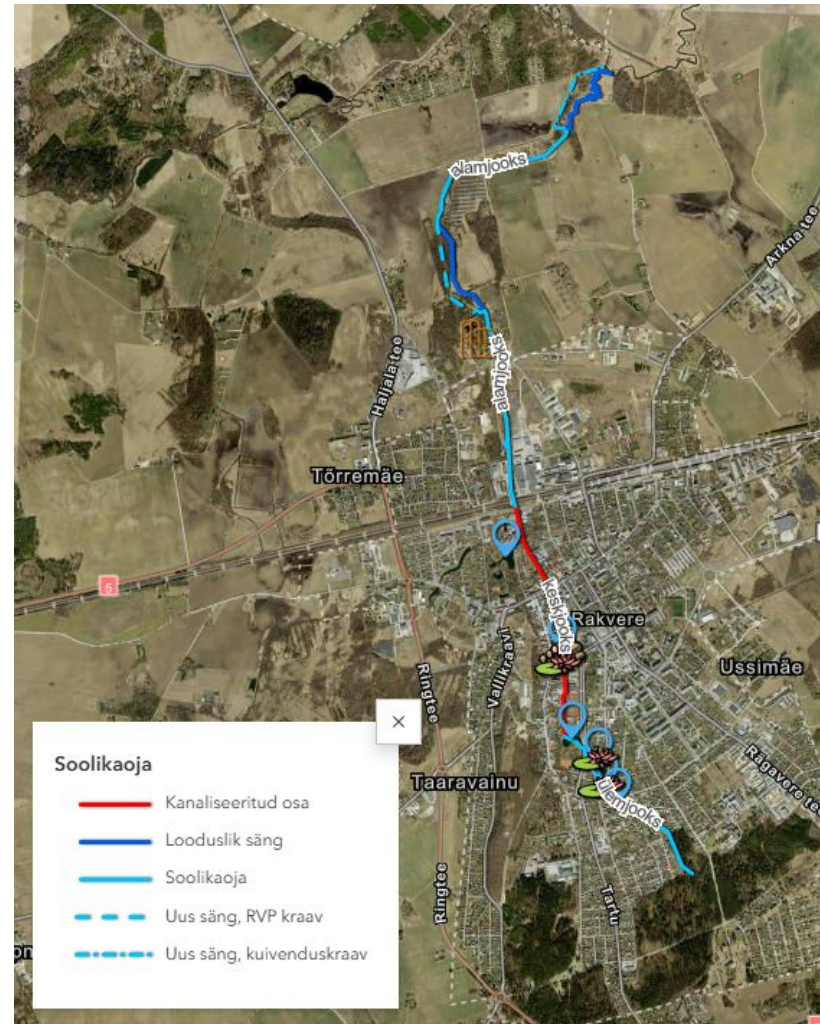 alamjooks
Arkna tee
Haljala tee
alamjooks
Tõrremäe
5
keskjooks
Rakvere
Vallikraavi
Ringtee
Ussimäe
×
Soolikaoja
Kanaliseeritud osa
Looduslik säng
Soolikaoja
Uus säng, RVP kraav
Uus säng, kuivenduskraav
Taaravainu
Rägavere tee
ülemjooks
Ringtee
Tartu